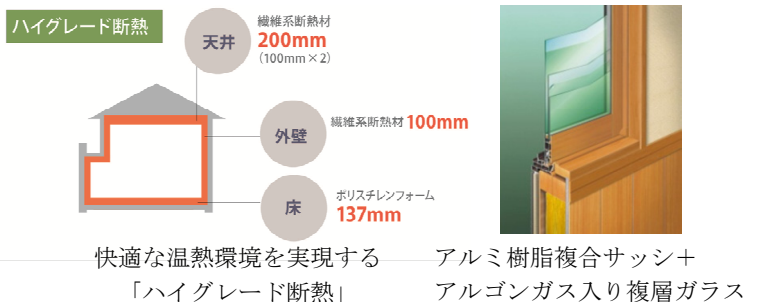 ハイグレード断熱
天井
繊維系断熱材
200mm
（100mm×2）
外壁
繊維系断熱材 100mm
床
ポリスチレンフォーム
137mm
快適な温熱環境を実現する
「ハイグレード断熱」
アルミ樹脂複合サッシ＋
アルゴンガス入り複層ガラス